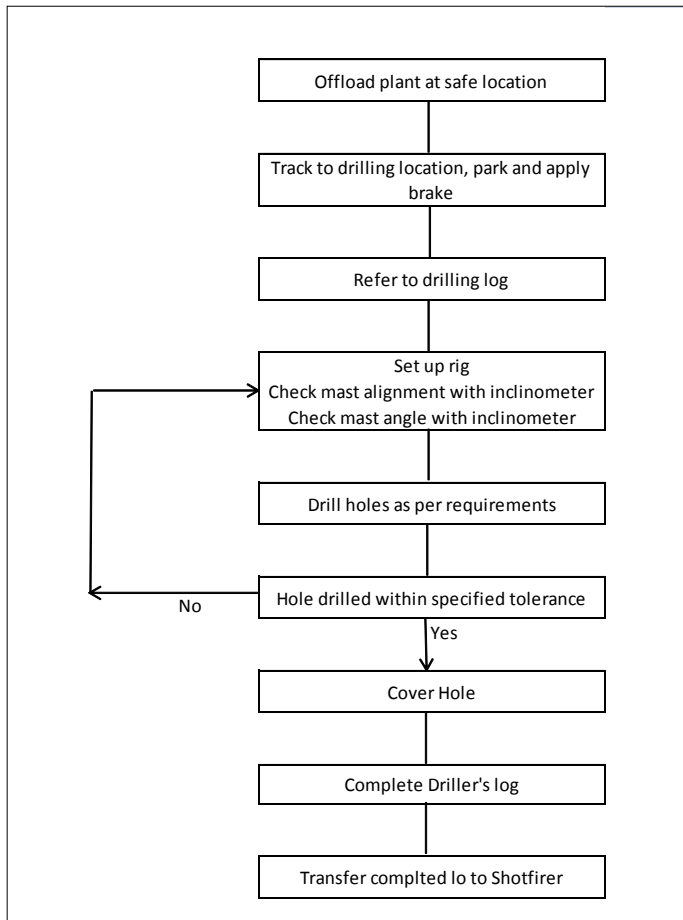 Offload plant at safe location
Track to drilling location, park and apply
brake
Refer to drilling log
Set up rig
Check mast alignment with inclinometer
Check mast angle with inclinometer
Drill holes as per requirements
Hole drilled within specified tolerance
No
Yes
Cover Hole
Complete Driller's log
Transfer complted lo to Shotfirer